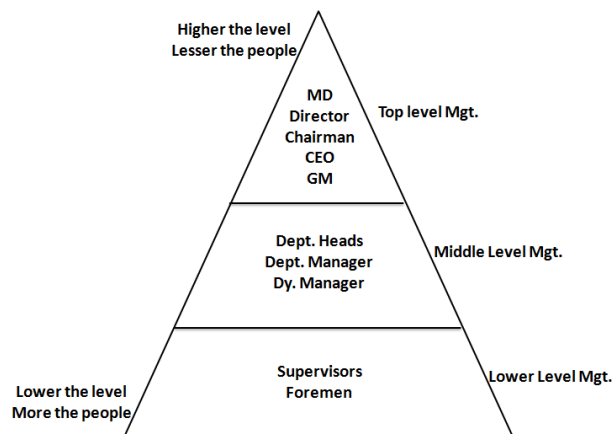 Higher the level
Lesser the people
MD
Director
Chairman
CEO
GM
Top level Mgt.
Dept. Heads
Dept. Manager
Dy. Manager
Middle Level Mgt.
Supervisors
Foremen
Lower Level Mgt.
Lower the level
More the people